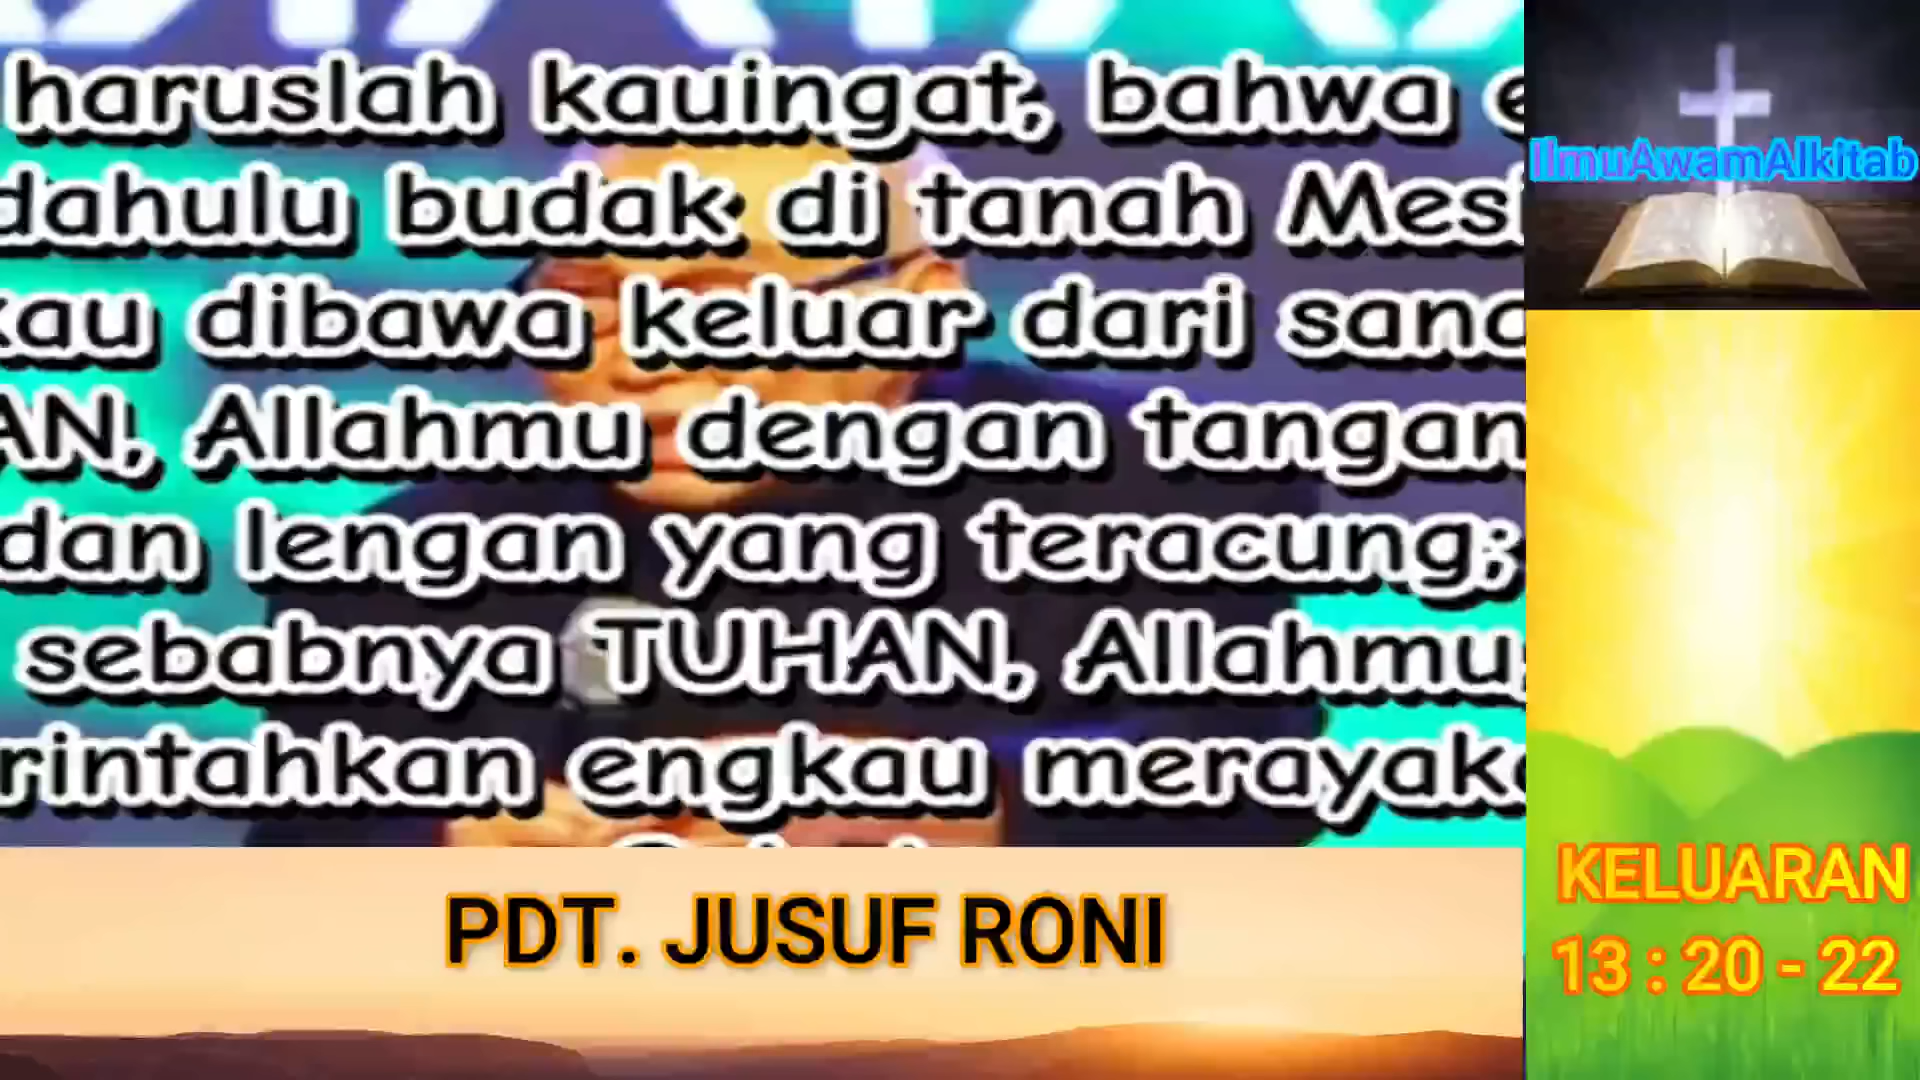 haruslah kauingat, bahwa
dahulu budak di tanah
dibawa keluar dari
Allahmu dengan tangan
dan lengan yang teracung;
sebabnya TUHAN, Allahmu,
engkau
PDT. JUSUF RONI
IlmuAwamAlkitab
KELUARAN
13 : 20 - 22